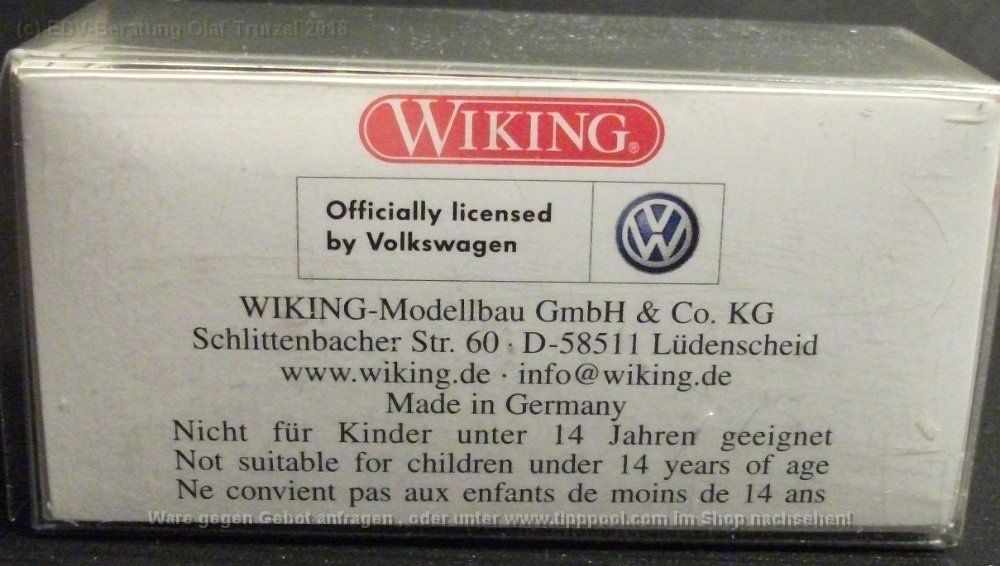 (c) EDV-Beratung Olaf Trutzel 2018
WIKING®
Officially licensed
by Volkswagen
WIKING-Modellbau GmbH & Co. KG
Schlittenbacher Str. 60 · D-58511 Lüdenscheid
www.wiking.de · info@wiking.de
Made in Germany
Nicht für Kinder unter 14 Jahren geeignet
Not suitable for children under 14 years of age
Ne convient pas aux enfants de moins de 14 ans
Ware gegen Gebot anfragen , oder unter www.tipppool.com im Shop nachsehen!